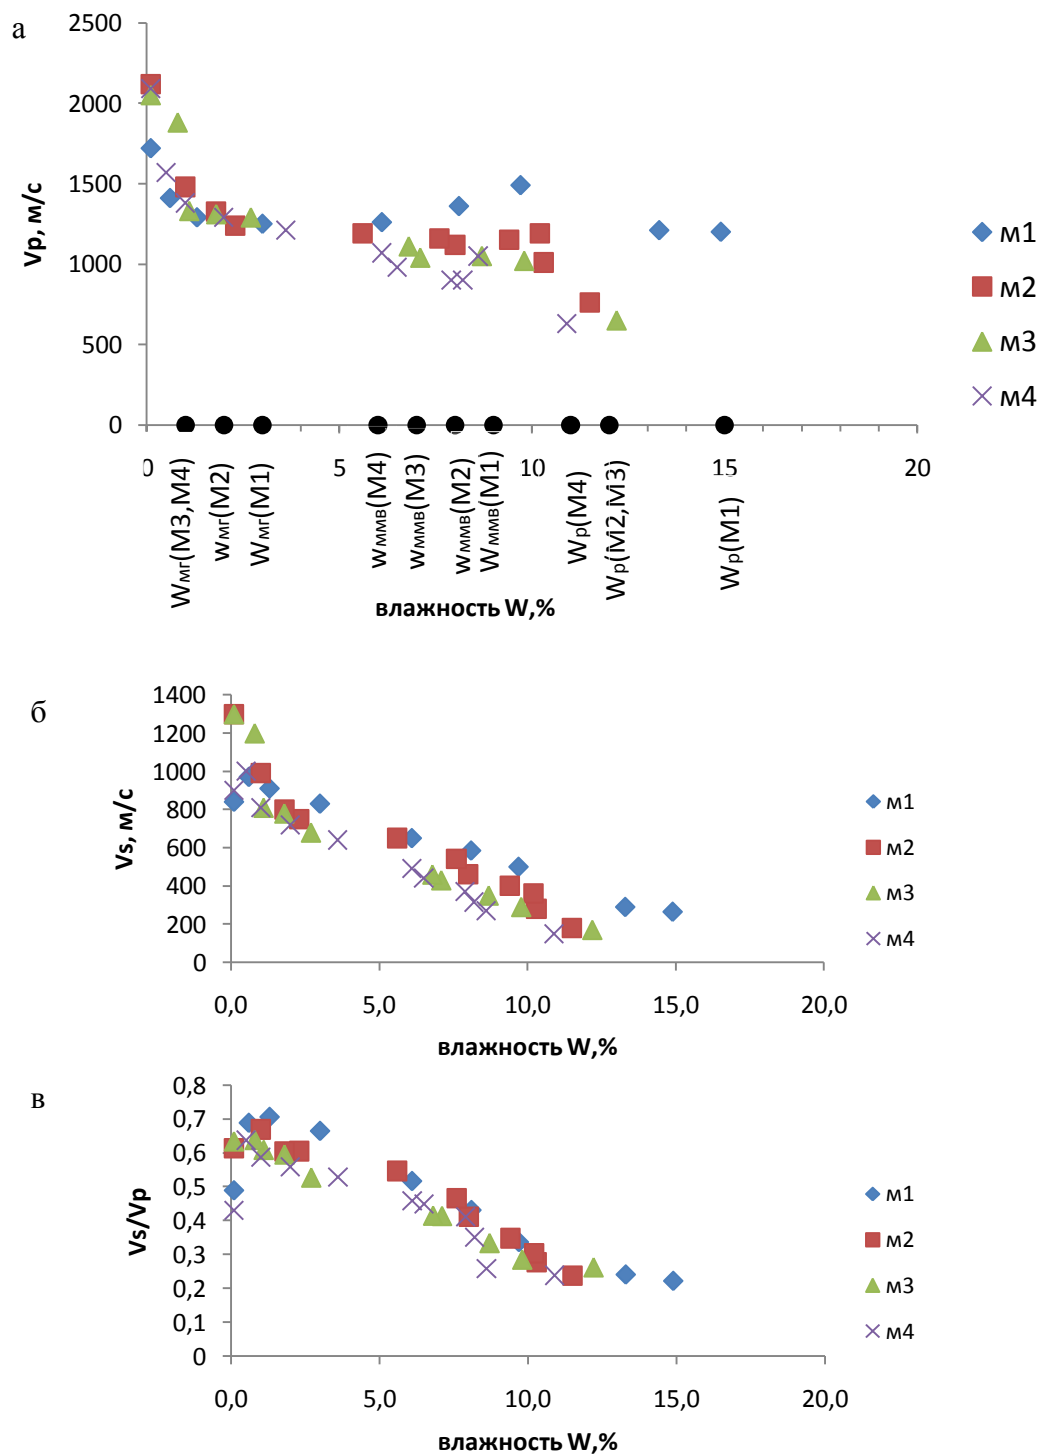 а
2500
2000
1500
1000
500
0
Vp, м/с
0
5
10
15
20
Wмг(М3,М4)
Wмг(М2)
Wмг(М1)
Wммв(М4)
Wммв(М3)
Wммв(М2)
Wммв(М1)
Wр(М4)
Wр(М2,М3)
Wр(М1)
влажность W,%
м1
м2
м3
м4
б
1400
1200
1000
800
600
400
200
0
Vs, м/с
0,0
5,0
10,0
15,0
20,0
влажность W,%
м1
м2
м3
м4
в
0,8
0,7
0,6
0,5
0,4
0,3
0,2
0,1
0
Vs/Vp
0,0
5,0
10,0
15,0
20,0
влажность W,%
м1
м2
м3
м4